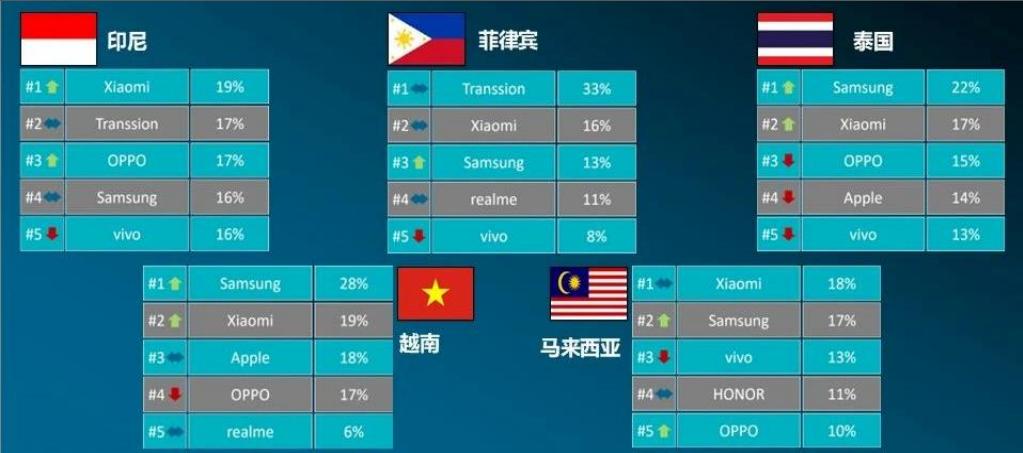 印尼
#1 Xiaomi 19%
#2 Transsion 17%
#3 OPPO 17%
#4 Samsung 16%
#5 vivo 16%
菲律宾
#1 Transsion 33%
#2 Xiaomi 16%
#3 Samsung 13%
#4 realme 11%
#5 vivo 8%
泰国
#1 Samsung 22%
#2 Xiaomi 17%
#3 OPPO 15%
#4 Apple 14%
#5 vivo 13%
越南
#1 Samsung 28%
#2 Xiaomi 19%
#3 Apple 18%
#4 OPPO 17%
#5 realme 6%
马来西亚
#1 Xiaomi 18%
#2 Samsung 17%
#3 vivo 13%
#4 HONOR 11%
#5 OPPO 10%